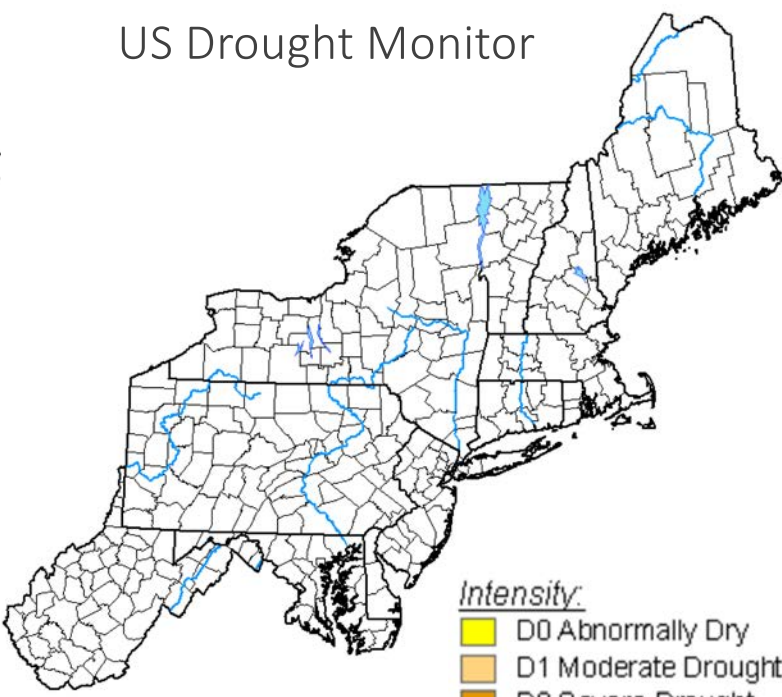 US Drought Monitor
Intensity:
D0 Abnormally Dry
D1 Moderate Drought